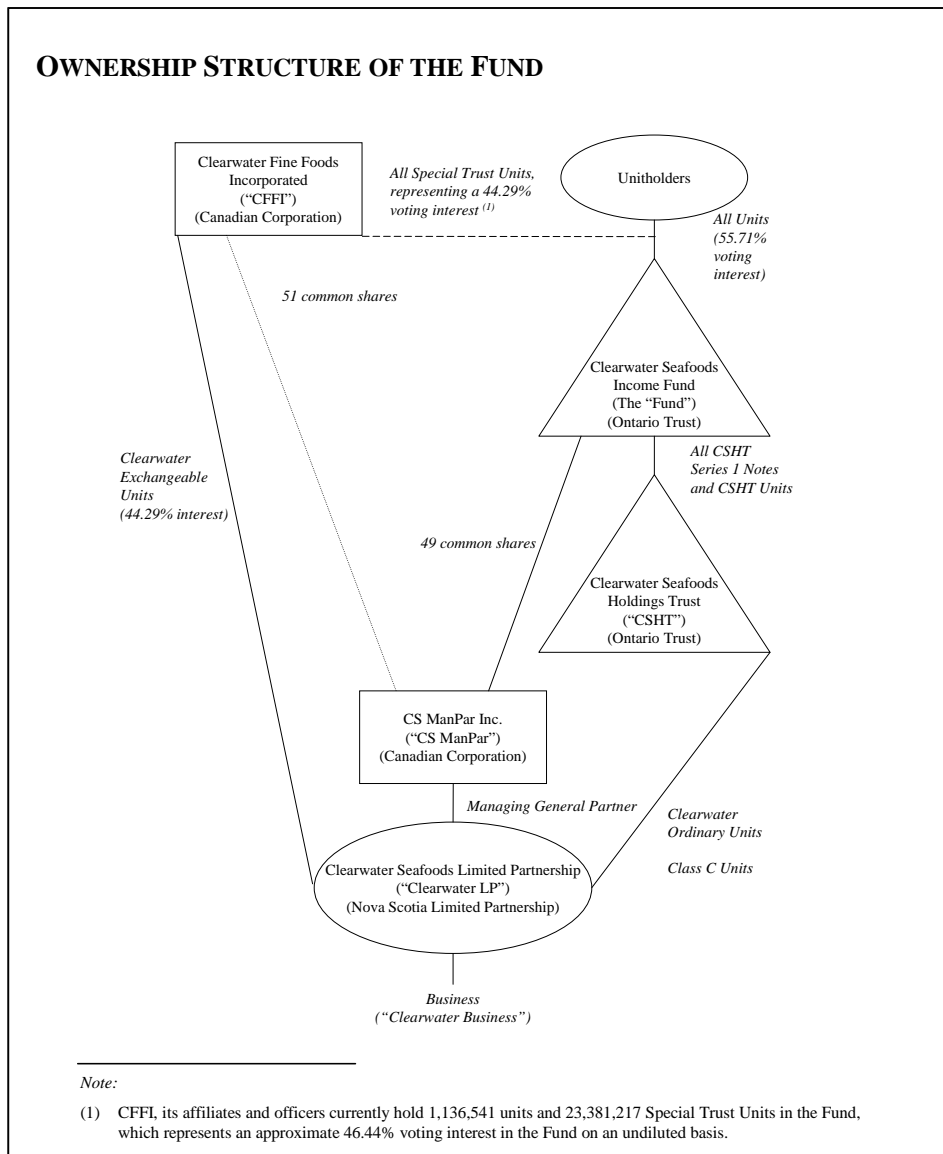 OWNERSHIP STRUCTURE OF THE FUND
Clearwater Fine Foods
Incorporated
(“CFFI”)
(Canadian Corporation)
All Special Trust Units,
representing a 44.29%
voting interest (1)
Unitholders
All Units
(55.71%
voting
interest)
51 common shares
Clearwater Seafoods
Income Fund
(The “Fund”)
(Ontario Trust)
Clearwater
Exchangeable
Units
(44.29% interest)
All CSHT
Series 1 Notes
and CSHT Units
49 common shares
Clearwater Seafoods
Holdings Trust
(“CSHT”)
(Ontario Trust)
CS ManPar Inc.
(“CS ManPar”)
(Canadian Corporation)
Managing General Partner
Clearwater
Ordinary Units
Class C Units
Clearwater Seafoods Limited Partnership
(“Clearwater LP”)
(Nova Scotia Limited Partnership)
Business
(“Clearwater Business”)
Note:
(1) CFFI, its affiliates and officers currently hold 1,136,541 units and 23,381,217 Special Trust Units in the Fund,
which represents an approximate 46.44% voting interest in the Fund on an undiluted basis.